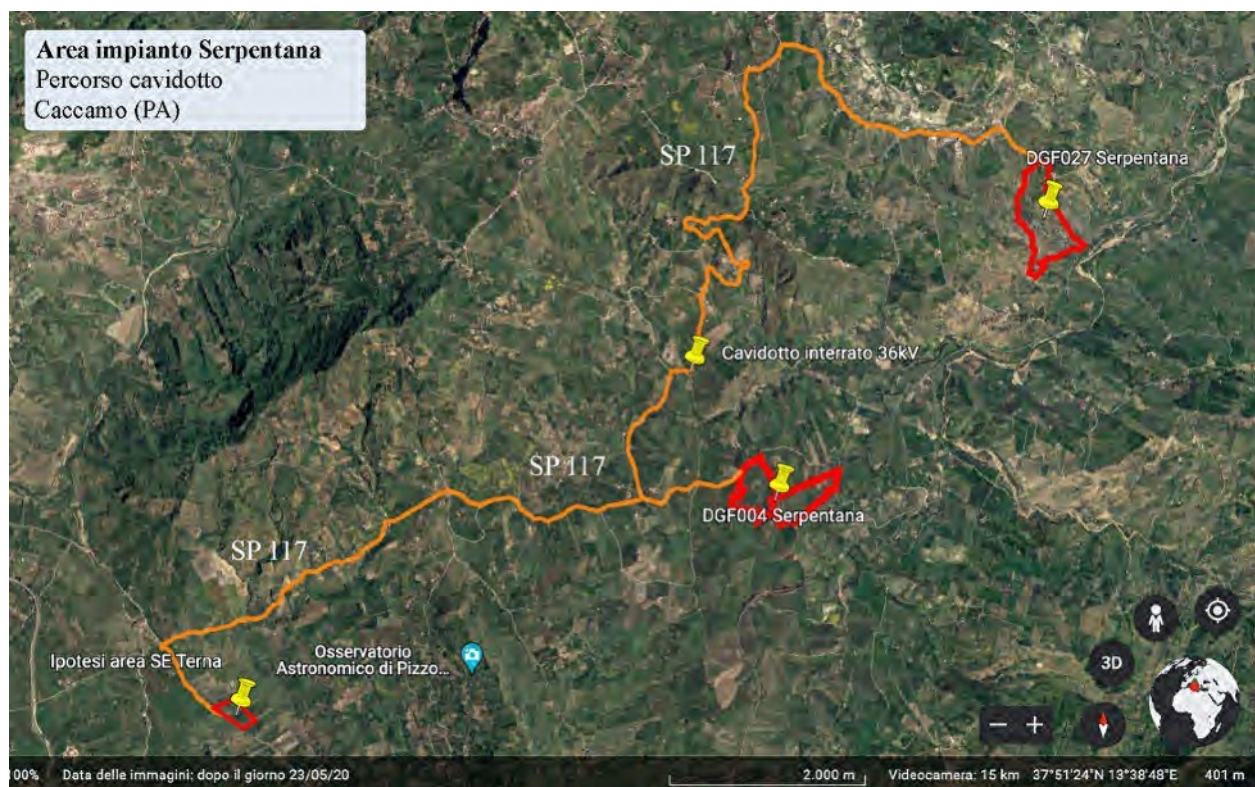 Area impianto Serpentana
Percorso cavidotto
Caccamo (PA)
SP 117
DGF027 Serpentana
Cavidotto interrato 36kV
SP 117
DGF004 Serpentana
SP 117
Ipotesi area SE Terna
Osservatorio
Astronomico di Pizzo...
3D
100% Data delle immagini: dopo il giorno 23/05/20 2.000 m Videocamera: 15 km 37°51'24"N 13°38'48"E 401 m